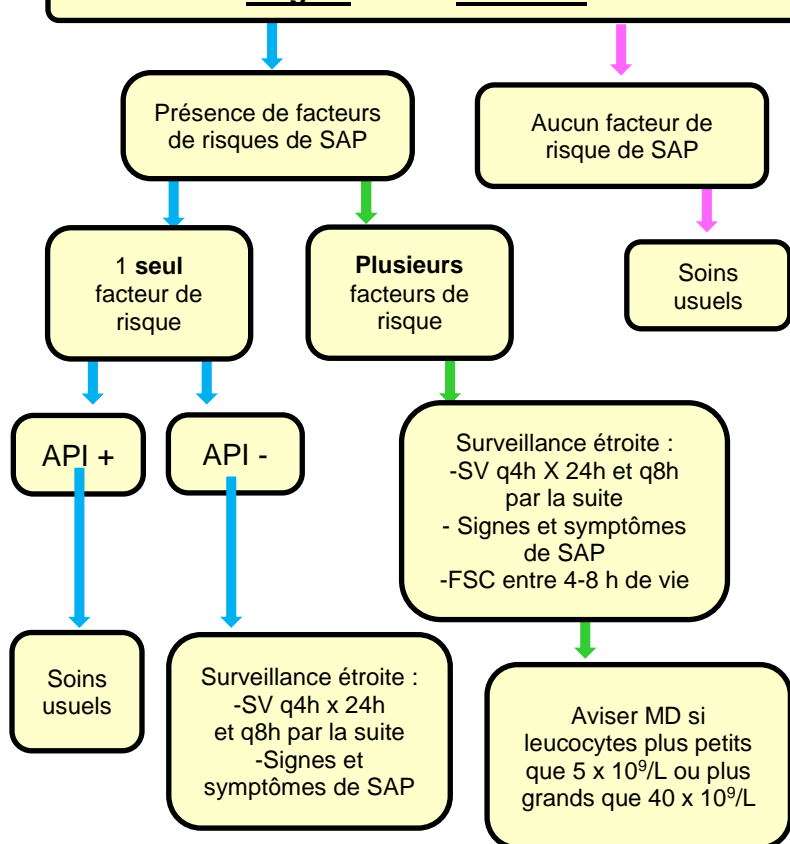 Présence de facteurs
de risques de SAP
Aucun facteur de
risque de SAP
1 seul
facteur de
risque
Plusieurs
facteurs de
risque
Soins
usuels
API +
API -
Surveillance étroite :
-SV q4h X 24h et q8h
par la suite
- Signes et symptômes
de SAP
-FSC entre 4-8 h de vie
Soins
usuels
Surveillance étroite :
-SV q4h x 24h
et q8h par la suite
-Signes et
symptômes de SAP
Aviser MD si
leucocytes plus petits
que 5 x 10⁹/L ou plus
grands que 40 x 10⁹/L